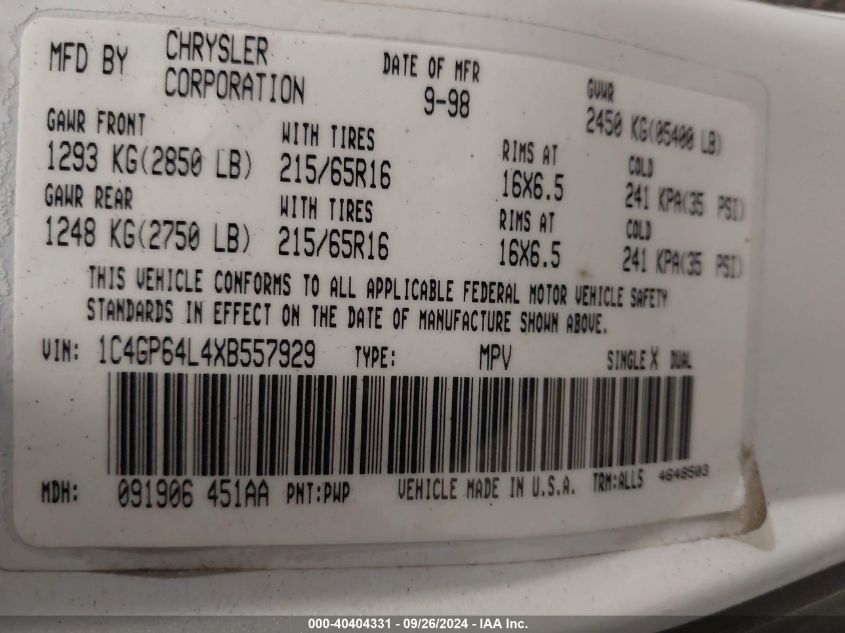 MFD BY CHRYSLER CORPORATION DATE OF MFR 9-98 GVWR 2450 KG(05400 LB)
GAWR FRONT WITH TIRES RIMS AT COLD
1293 KG(2850 LB) 215/65R16 16X6.5 241 KPA(35 PSI)
GAWR REAR WITH TIRES RIMS AT COLD
1248 KG(2750 LB) 215/65R16 16X6.5 241 KPA(35 PSI)
THIS VEHICLE CONFORMS TO ALL APPLICABLE FEDERAL MOTOR VEHICLE SAFETY
STANDARDS IN EFFECT ON THE DATE OF MANUFACTURE SHOWN ABOVE.
VIN: 1C4GP64L4XB557929 TYPE: MPV SINGLE X DUAL
MDH: 091906 451AA PNT:PWP VEHICLE MADE IN U.S.A. TRM:ALL5 4648503
000-40404331 - 09/26/2024 - IAA Inc.